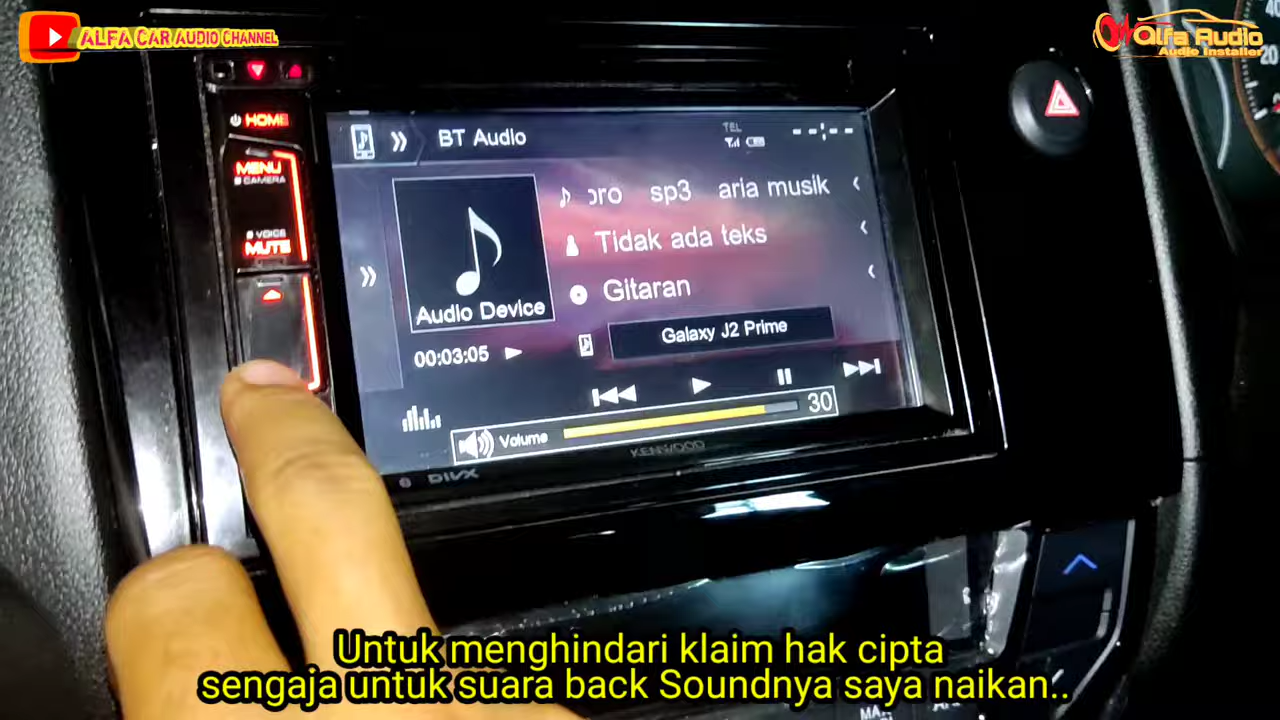 ALFA CAR AUDIO CHANNEL
Alfa Audio
Audio Installer
HOME
MENU
CAMERA
VOICE
MUTE
BT Audio
TEL
oro sp3 aria musik
Tidak ada teks
Gitaran
Audio Device
Galaxy J2 Prime
00:03:05
Volume
30
KENWOOD
DIVX
20
Untuk menghindari klaim hak cipta
sengaja untuk suara back Soundnya saya naikan..